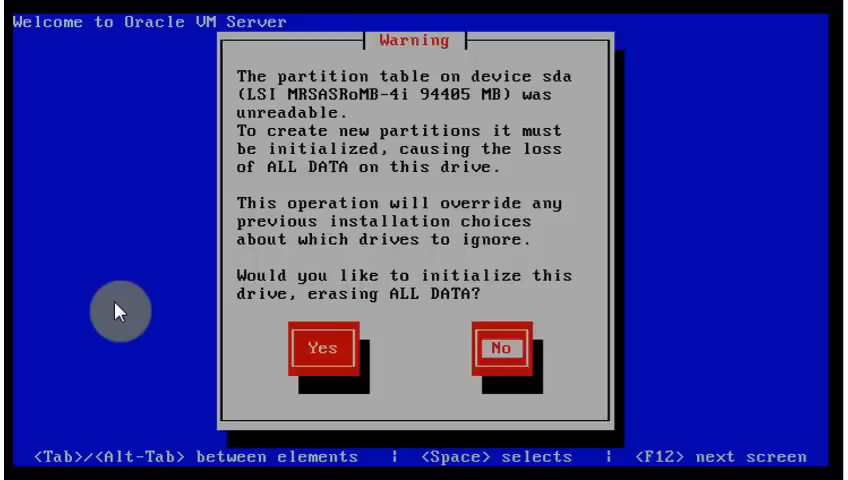 Welcome to Oracle VM Server
Warning
The partition table on device sda
(LSI MRSASRoMB-4i 94405 MB) was
unreadable.
To create new partitions it must
be initialized, causing the loss
of ALL DATA on this drive.
This operation will override any
previous installation choices
about which drives to ignore.
Would you like to initialize this
drive, erasing ALL DATA?
Yes No
<Tab>/<Alt-Tab> between elements | <Space> selects | <F12> next screen